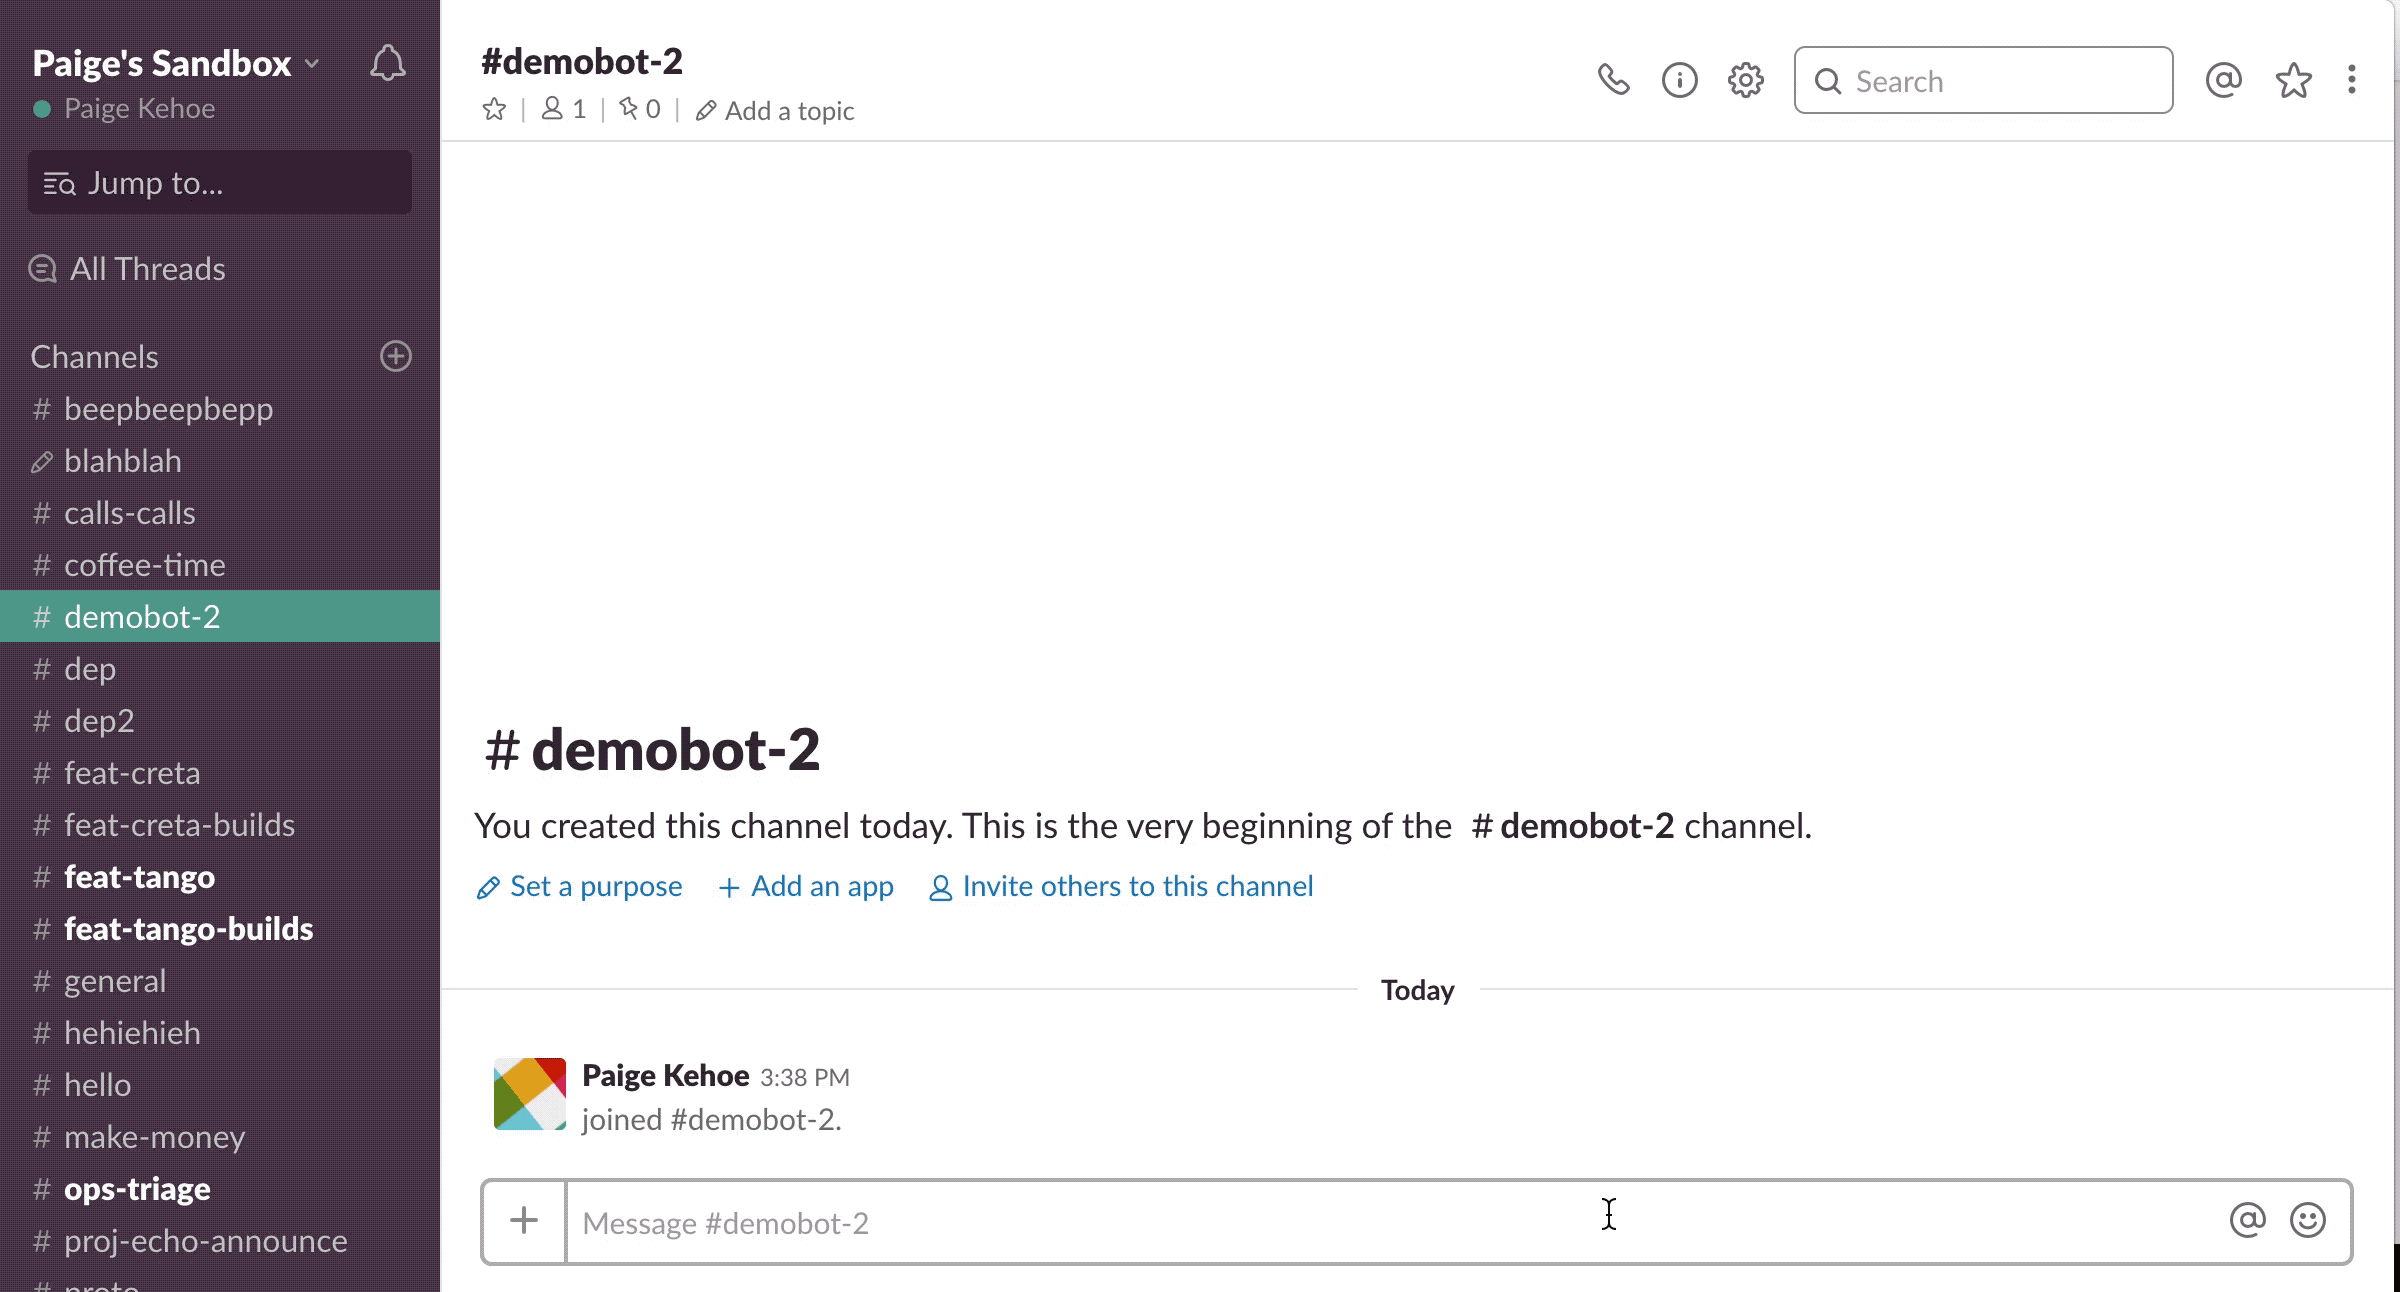 Paige's Sandbox
Paige Kehoe
Jump to...
All Threads
Channels
# beepbeepbepp
blahblah
# calls-calls
# coffee-time
# demobot-2
# dep
# dep2
# feat-creta
# feat-creta-builds
# feat-tango
# feat-tango-builds
# general
# hehiehieh
# hello
# make-money
# ops-triage
# proj-echo-announce
#demobot-2
1 | 0 | Add a topic
Search
# demobot-2
You created this channel today. This is the very beginning of the # demobot-2 channel.
Set a purpose + Add an app Invite others to this channel
Today
Paige Kehoe 3:38 PM
joined #demobot-2.
Message #demobot-2